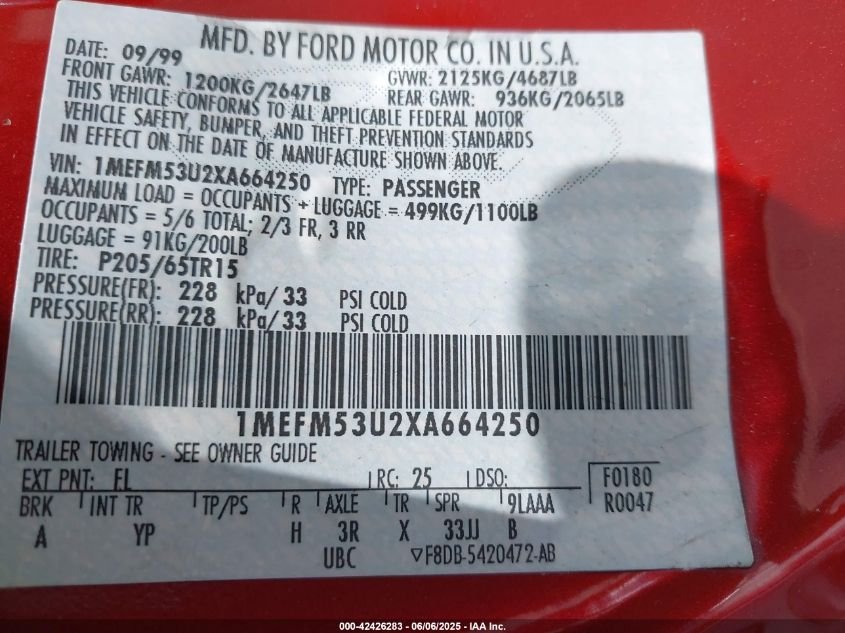 MFD. BY FORD MOTOR CO. IN U.S.A.
DATE: 09/99 GVWR: 2125KG/4687LB
FRONT GAWR: 1200KG/2647LB REAR GAWR: 936KG/2065LB
THIS VEHICLE CONFORMS TO ALL APPLICABLE FEDERAL MOTOR
VEHICLE SAFETY, BUMPER, AND THEFT PREVENTION STANDARDS
IN EFFECT ON THE DATE OF MANUFACTURE SHOWN ABOVE.
VIN: 1MEFM53U2XA664250 TYPE: PASSENGER
MAXIMUM LOAD = OCCUPANTS + LUGGAGE = 499KG/1100LB
OCCUPANTS = 5/6 TOTAL; 2/3 FR, 3 RR
LUGGAGE = 91KG/200LB
TIRE: P205/65TR15
PRESSURE(FR): 228 kPa/ 33 PSI COLD
PRESSURE(RR): 228 kPa/ 33 PSI COLD
1MEFM53U2XA664250
TRAILER TOWING - SEE OWNER GUIDE
EXT PNT: FL RC: 25 DSO: F0180
BRK INT TR TP/PS R AXLE TR SPR 9LAAA R0047
A YP H 3R X 33JJ B
UBC ▽F8DB-5420472-AB
000-42426283 - 06/06/2025 - IAA Inc.